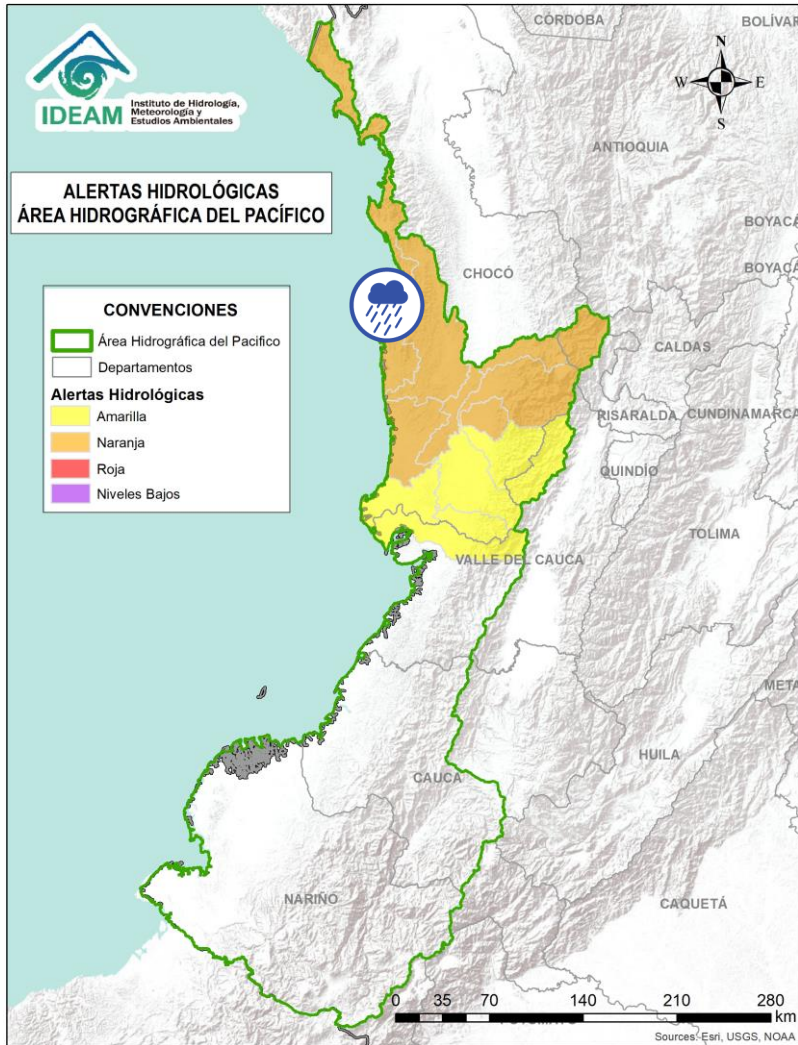 CÓRDOBA
BOLÍVAR
N
W
E
S
IDEAM
Instituto de Hidrología,
Meteorología y
Estudios Ambientales
ANTIOQUIA
ALERTAS HIDROLÓGICAS
ÁREA HIDROGRÁFICA DEL PACÍFICO
BOYACÁ
BOYACÁ
CHOCÓ
CONVENCIONES
Área Hidrográfica del Pacifico
Departamentos
Alertas Hidrológicas
Amarilla
Naranja
Roja
Niveles Bajos
CALDAS
RISARALDA
CUNDINAMARCA
QUINDÍO
TOLIMA
VALLE DEL CAUCA
META
HUILA
CAUCA
NARIÑO
CAQUETÁ
0 35 70 140 210 280
km
Sources: Esri, USGS, NOAA